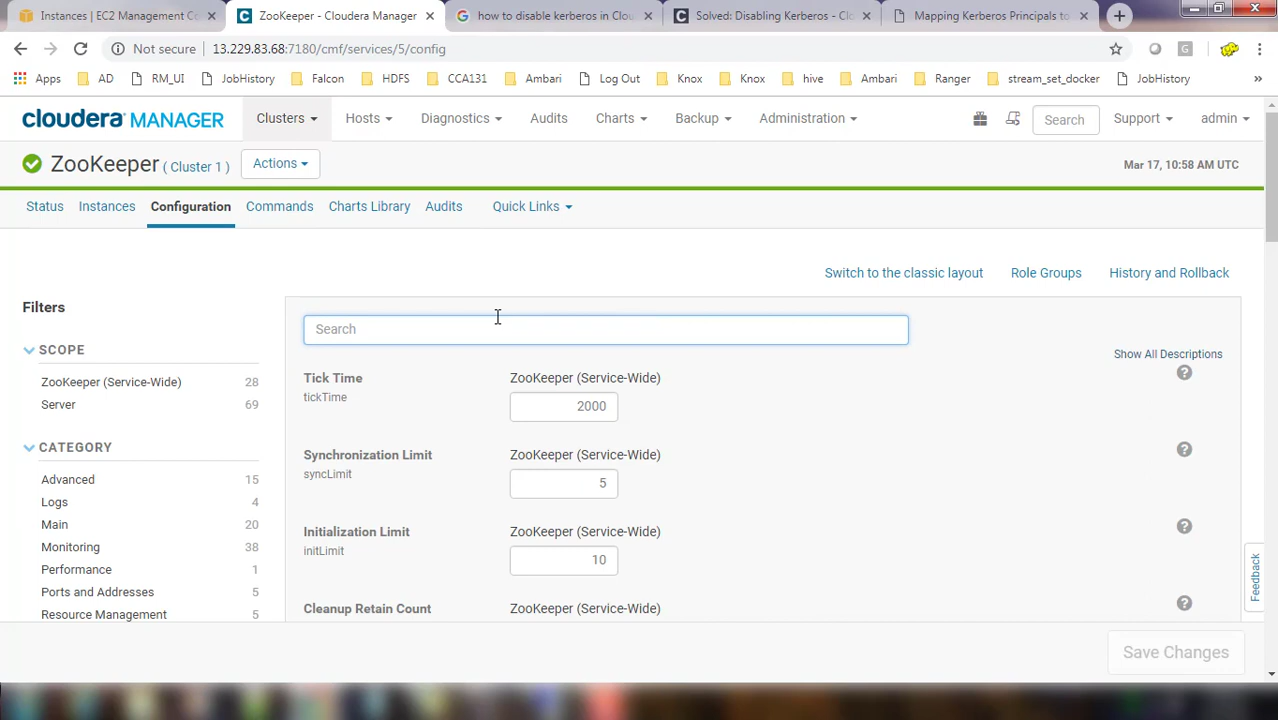 Instances | EC2 Management Co
ZooKeeper - Cloudera Manager
how to disable kerberos in Clou
Solved: Disabling Kerberos - Clo
Mapping Kerberos Principals to
Not secure
13.229.83.68:7180/cmf/services/5/config
Apps
AD
RM_UI
JobHistory
Falcon
HDFS
CCA131
Ambari
Log Out
Knox
Knox
hive
Ambari
Ranger
stream_set_docker
JobHistory
cloudera MANAGER
Clusters
Hosts
Diagnostics
Audits
Charts
Backup
Administration
Search
Support
admin
ZooKeeper (Cluster 1)
Actions
Mar 17, 10:58 AM UTC
Status
Instances
Configuration
Commands
Charts Library
Audits
Quick Links
Switch to the classic layout
Role Groups
History and Rollback
Filters
SCOPE
ZooKeeper (Service-Wide) 28
Server 69
CATEGORY
Advanced 15
Logs 4
Main 20
Monitoring 38
Performance 1
Ports and Addresses 5
Resource Management 5
Search
Show All Descriptions
Tick Time
tickTime
ZooKeeper (Service-Wide)
2000
Synchronization Limit
syncLimit
ZooKeeper (Service-Wide)
5
Initialization Limit
initLimit
ZooKeeper (Service-Wide)
10
Cleanup Retain Count
ZooKeeper (Service-Wide)
Feedback
Save Changes